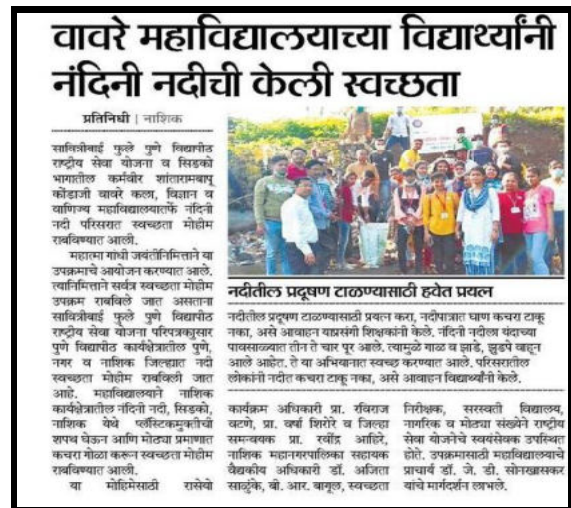 वावरे महाविद्यालयाच्या विद्यार्थ्यांनी
नंदिनी नदीची केली स्वच्छता
प्रतिनिधी | नाशिक
सावित्रीबाई फुले पुणे विद्यापीठ
राष्ट्रीय सेवा योजना व सिडको
भागातील कर्मवीर शांतारामबापू
कोंडाजी वावरे कला, विज्ञान व
वाणिज्य महाविद्यालयातर्फे नंदिनी
नदी परिसरात स्वच्छता मोहीम
राबविण्यात आली.
महात्मा गांधी जयंतीनिमित्ताने या
उपक्रमाचे आयोजन करण्यात आले.
त्यानिमित्ताने सर्वत्र स्वच्छता मोहीम
उपक्रम राबविले जात असताना
सावित्रीबाई फुले पुणे विद्यापीठ
राष्ट्रीय सेवा योजना परिपत्रकानुसार
पुणे विद्यापीठ कार्यक्षेत्रातील पुणे,
नगर व नाशिक जिल्ह्यात नदी
स्वच्छता मोहीम राबविली जात
आहे. महाविद्यालयाने नाशिक
कार्यक्षेत्रातील नंदिनी नदी, सिडको,
नाशिक येथे प्लॅस्टिकमुक्तीची
शपथ घेऊन आणि मोठ्या प्रमाणात
कचरा गोळा करून स्वच्छता मोहीम
राबविण्यात आली.
या मोहिमेसाठी रासेयो
नदीतील प्रदूषण टाळण्यासाठी हवेत प्रयत्न
नदीतील प्रदूषण टाळण्यासाठी प्रयत्न करा, नदीपात्रात घाण कचरा टाकू
नका, असे आवाहन याप्रसंगी शिक्षकांनी केले. नंदिनी नदीला यंदाच्या
पावसाळ्यात तीन ते चार पूर आले. त्यामुळे गाळ व झाडे, झुडपे वाहून
आले आहेत. ते या अभियानात स्वच्छ करण्यात आले. परिसरातील
लोकांनी नदीत कचरा टाकू नका, असे आवाहन विद्यार्थ्यांनी केले.
कार्यक्रम अधिकारी प्रा. रविराज
वटणे, प्रा. वर्षा शिरोरे व जिल्हा
समन्वयक प्रा. रवींद्र आहिरे,
नाशिक महानगरपालिका सहायक
वैद्यकीय अधिकारी डॉ. अजिता
साळुंके, बी. आर. बागूल, स्वच्छता
निरीक्षक, सरस्वती विद्यालय,
नागरिक व मोठ्या संख्येने राष्ट्रीय
सेवा योजनेचे स्वयंसेवक उपस्थित
होते. उपक्रमासाठी महाविद्यालयाचे
प्राचार्य डॉ. जे. डी. सोनखासकर
यांचे मार्गदर्शन लाभले.